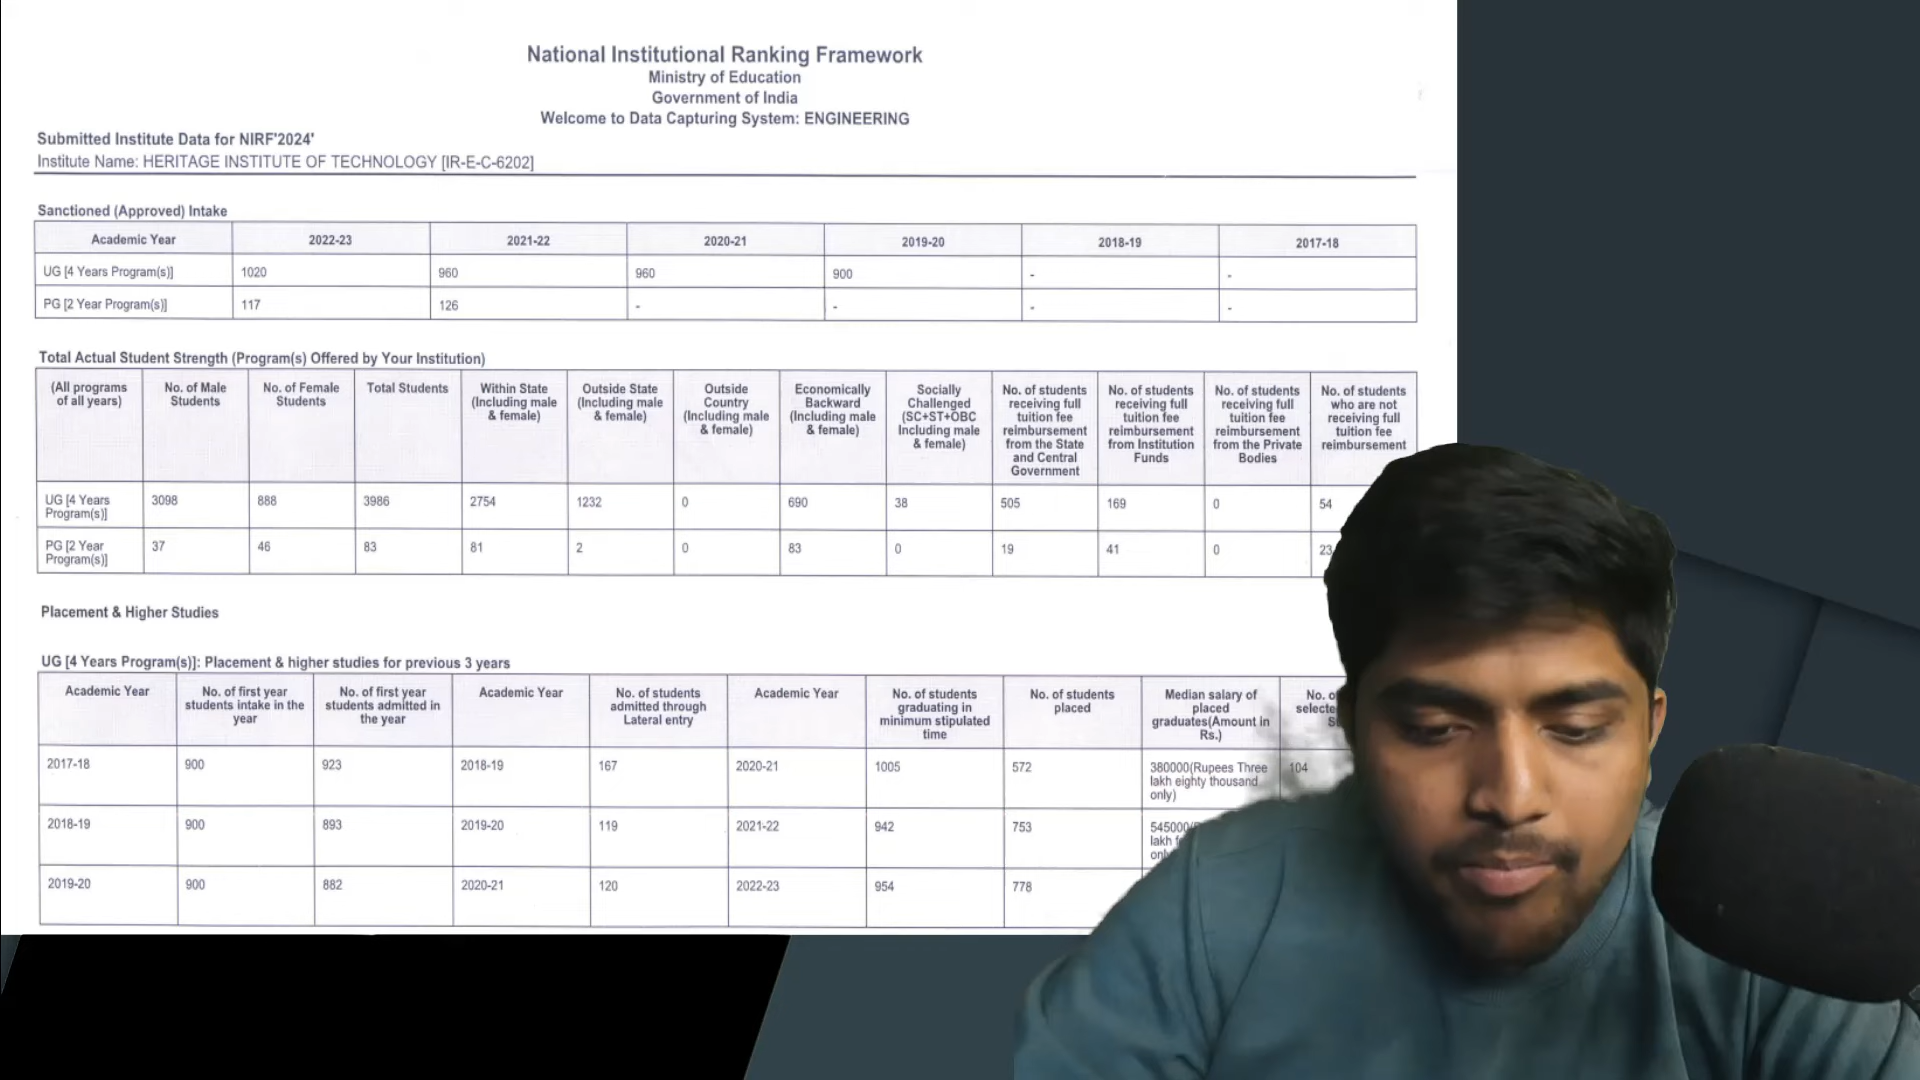 National Institutional Ranking Framework
Ministry of Education
Government of India
Welcome to Data Capturing System: ENGINEERING
Submitted Institute Data for NIRF'2024'
Institute Name: HERITAGE INSTITUTE OF TECHNOLOGY [IR-E-C-6202]
Sanctioned (Approved) Intake
Academic Year 2022-23 2021-22 2020-21 2019-20 2018-19 2017-18
UG [4 Years Program(s)] 1020 960 960 900 - -
PG [2 Year Program(s)] 117 126 - - - -
Total Actual Student Strength (Program(s) Offered by Your Institution)
(All programs No. of Male No. of Female Total Students Within State Outside State Outside Economically Socially No. of students No. of students No. of students No. of students
of all years) Students Students (Including male (Including male Country Backward Challenged receiving full receiving full receiving full who are not
& female) & female) (Including male (Including male (SC+ST+OBC tuition fee tuition fee tuition fee receiving full
& female) & female) Including male reimbursement reimbursement reimbursement tuition fee
& female) from the State from Institution from the Private reimbursement
and Central Funds Bodies
Government
UG [4 Years 3098 888 3986 2754 1232 0 690 38 505 169 0 54
Program(s)]
PG [2 Year 37 46 83 81 2 0 83 0 19 41 0 23
Program(s)]
Placement & Higher Studies
UG [4 Years Program(s)]: Placement & higher studies for previous 3 years
Academic Year No. of first year No. of first year Academic Year No. of students Academic Year No. of students No. of students Median salary of No.
students intake in the students admitted in admitted through graduating in placed placed
year the year Lateral entry minimum stipulated graduates(Amount in
time Rs.)
2017-18 900 923 2018-19 167 2020-21 1005 572 380000(Rupees Three 104
lakh eighty thousand
only)
2018-19 900 893 2019-20 119 2021-22 942 753 545000
lakh
2019-20 900 882 2020-21 120 2022-23 954 778